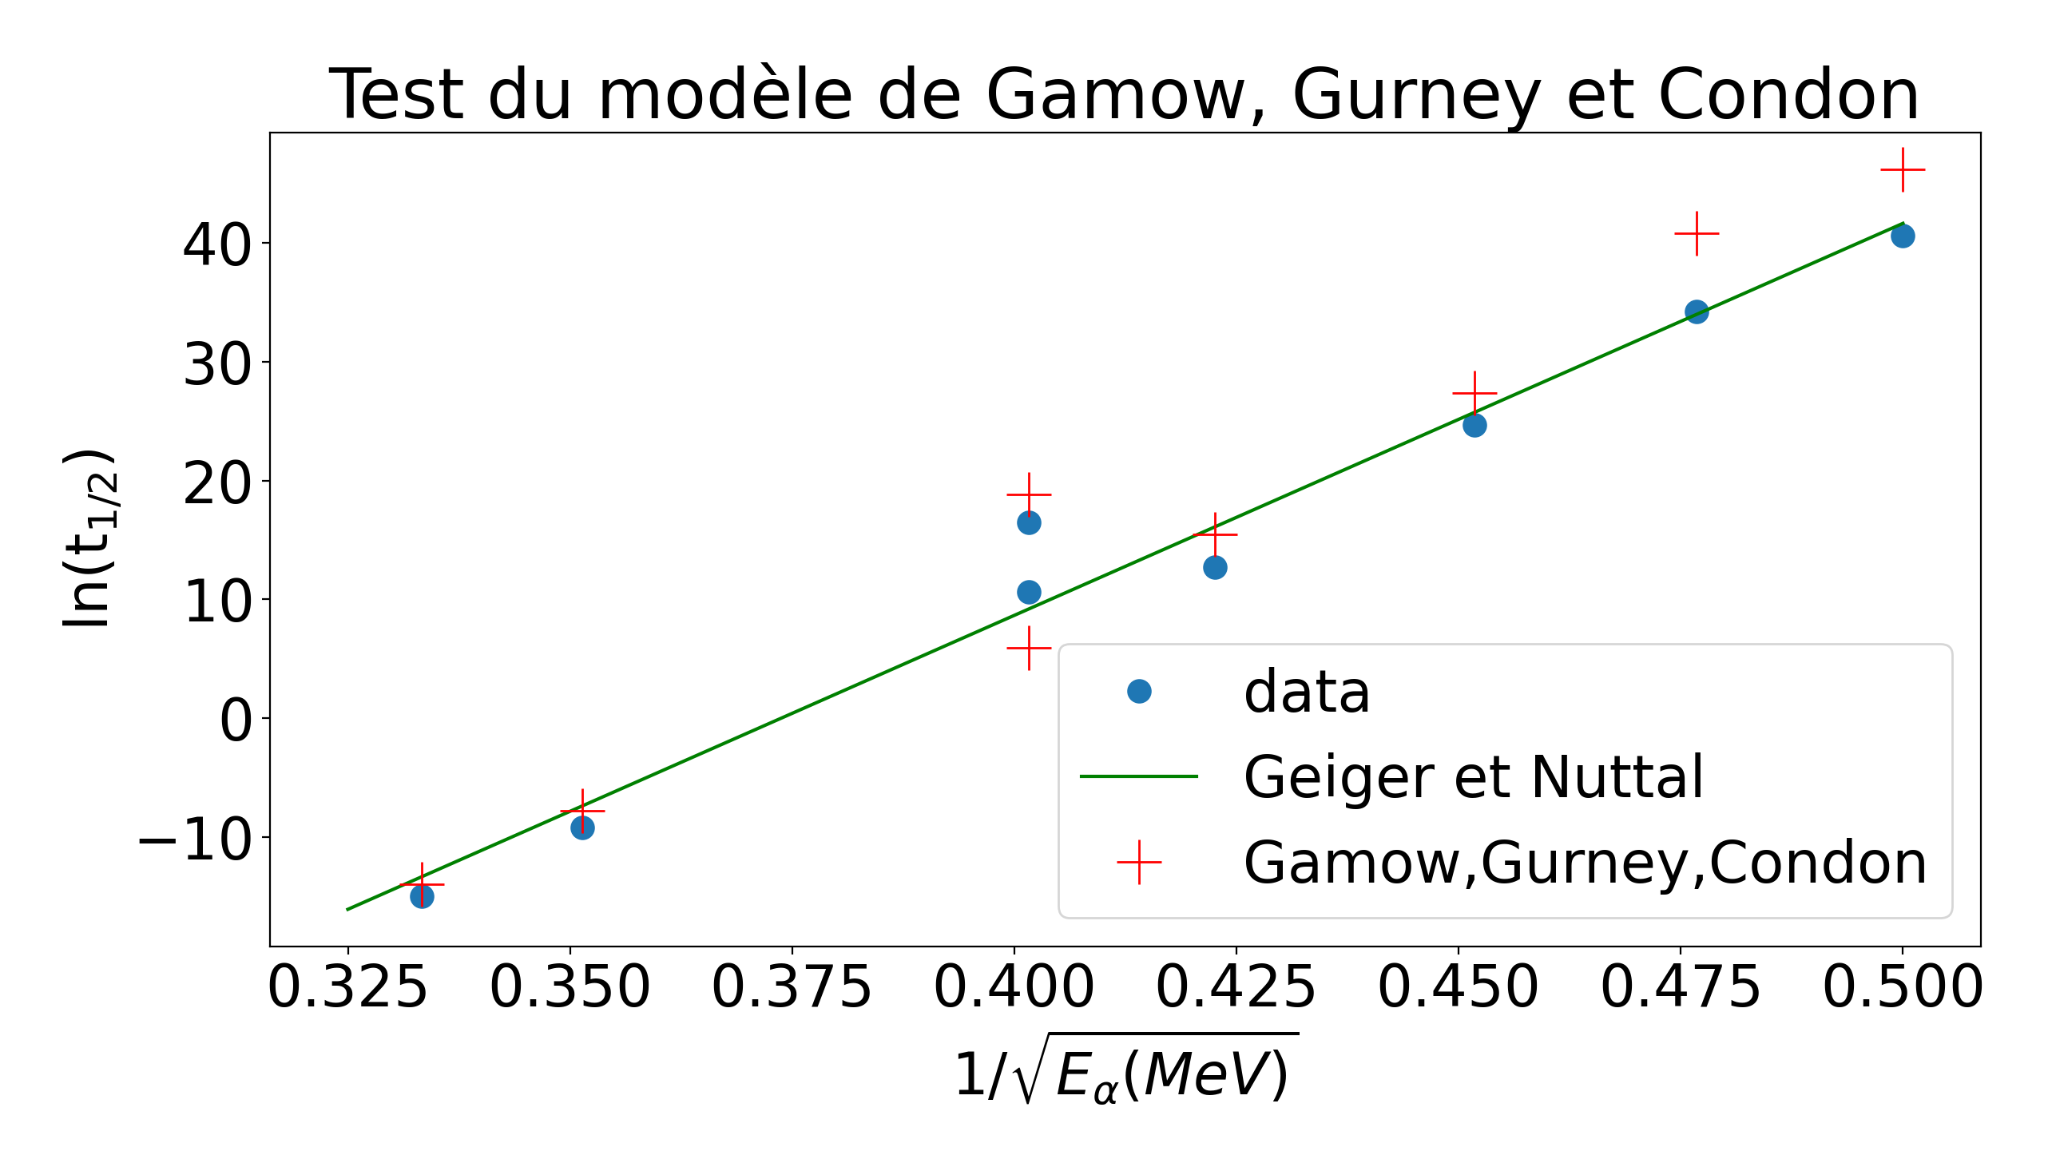 Test du modèle de Gamow, Gurney et Condon
ln(t₁/₂)
40
30
20
10
0
−10
data
Geiger et Nuttal
Gamow,Gurney,Condon
0.325 0.350 0.375 0.400 0.425 0.450 0.475 0.500
1/√Eα(MeV)